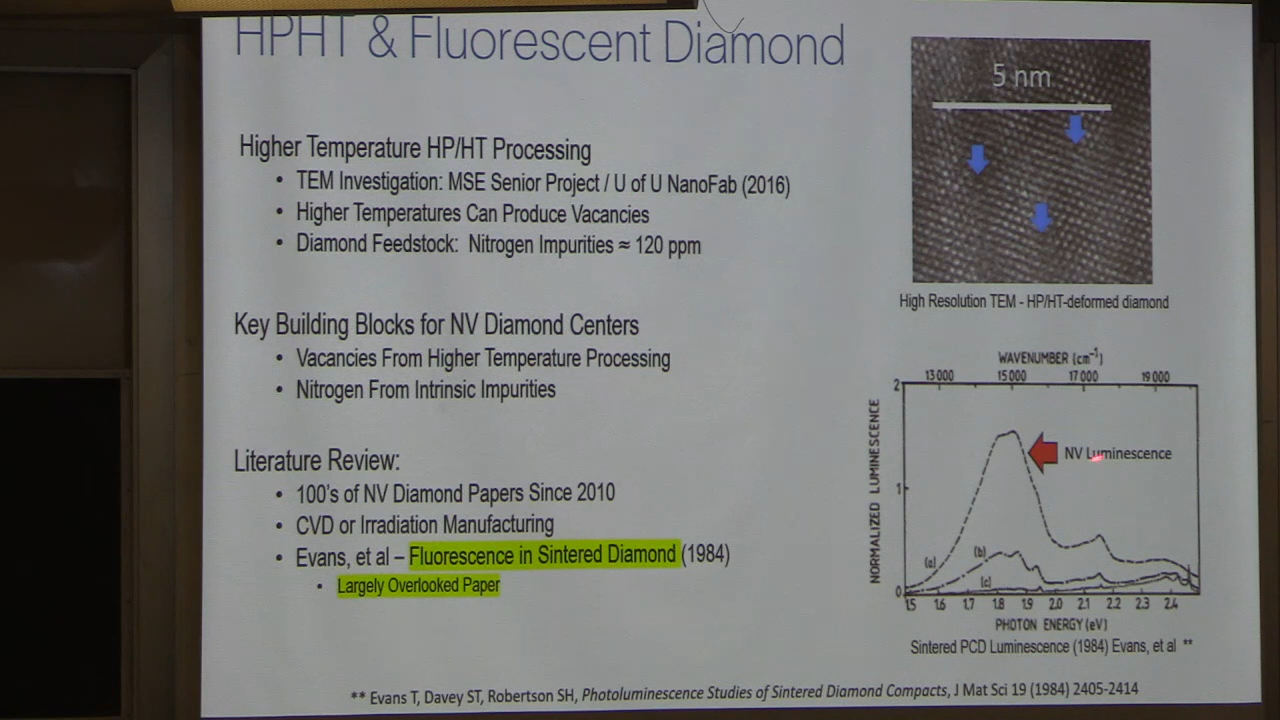 HPHT & Fluorescent Diamond
Higher Temperature HP/HT Processing
• TEM Investigation: MSE Senior Project / U of U NanoFab (2016)
• Higher Temperatures Can Produce Vacancies
• Diamond Feedstock: Nitrogen Impurities ≈ 120 ppm
Key Building Blocks for NV Diamond Centers
• Vacancies From Higher Temperature Processing
• Nitrogen From Intrinsic Impurities
Literature Review:
• 100's of NV Diamond Papers Since 2010
• CVD or Irradiation Manufacturing
• Evans, et al – Fluorescence in Sintered Diamond (1984)
• Largely Overlooked Paper
5 nm
High Resolution TEM - HP/HT-deformed diamond
WAVENUMBER (cm⁻¹)
13 000 15 000 17 000 19 000
2
NV Luminescence
NORMALIZED LUMINESCENCE
1
(a)
(b)
(c)
0
1.5 1.6 1.7 1.8 1.9 2.0 2.1 2.2 2.3 2.4
PHOTON ENERGY (eV)
Sintered PCD Luminescence (1984) Evans, et al **
** Evans T, Davey ST, Robertson SH, Photoluminescence Studies of Sintered Diamond Compacts, J Mat Sci 19 (1984) 2405-2414